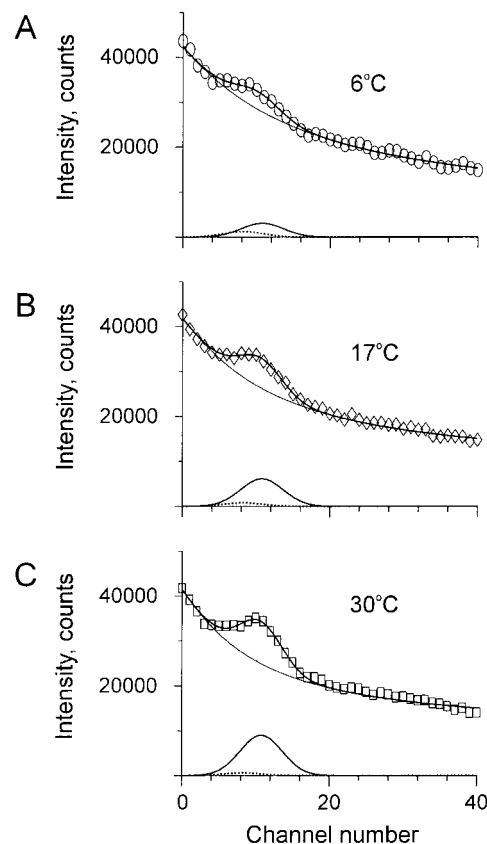 A
40000
6°C
20000
Intensity, counts
B
40000
17°C
20000
Intensity, counts
C
40000
30°C
20000
Intensity, counts
0 20 40
Channel number